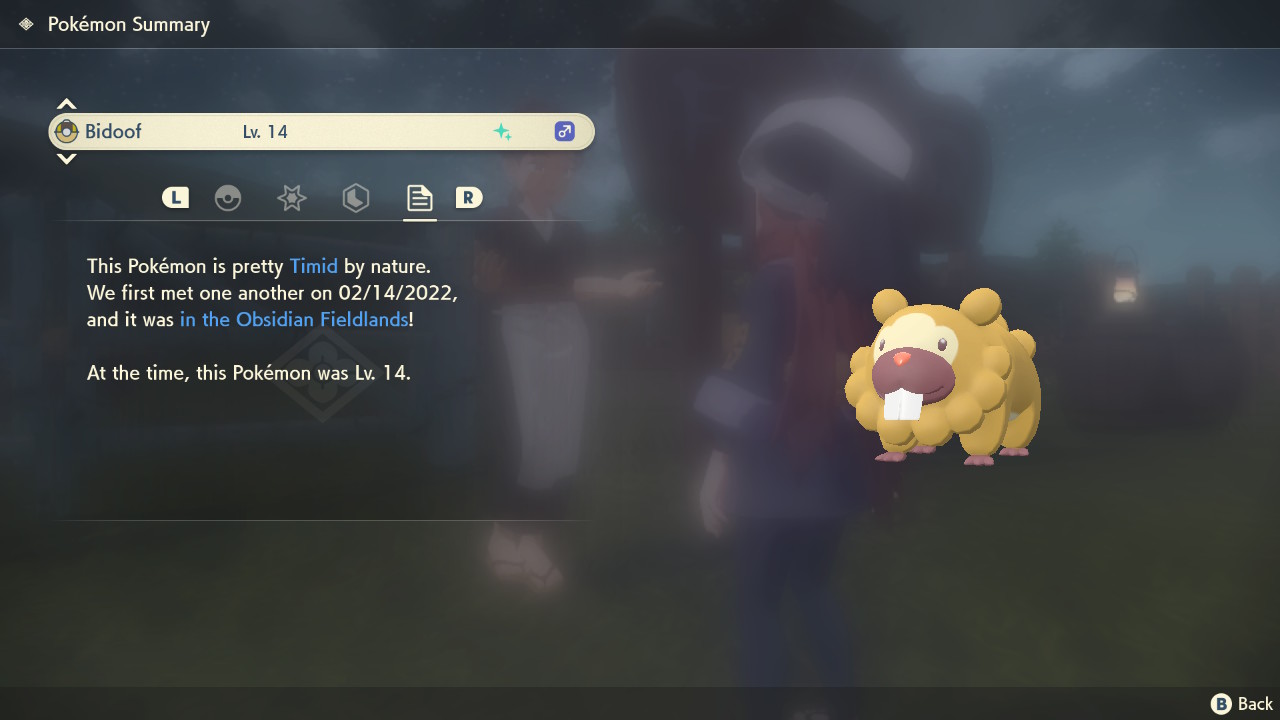 Pokémon Summary
Bidoof Lv. 14
L R
This Pokémon is pretty Timid by nature.
We first met one another on 02/14/2022,
and it was in the Obsidian Fieldlands!
At the time, this Pokémon was Lv. 14.
B Back